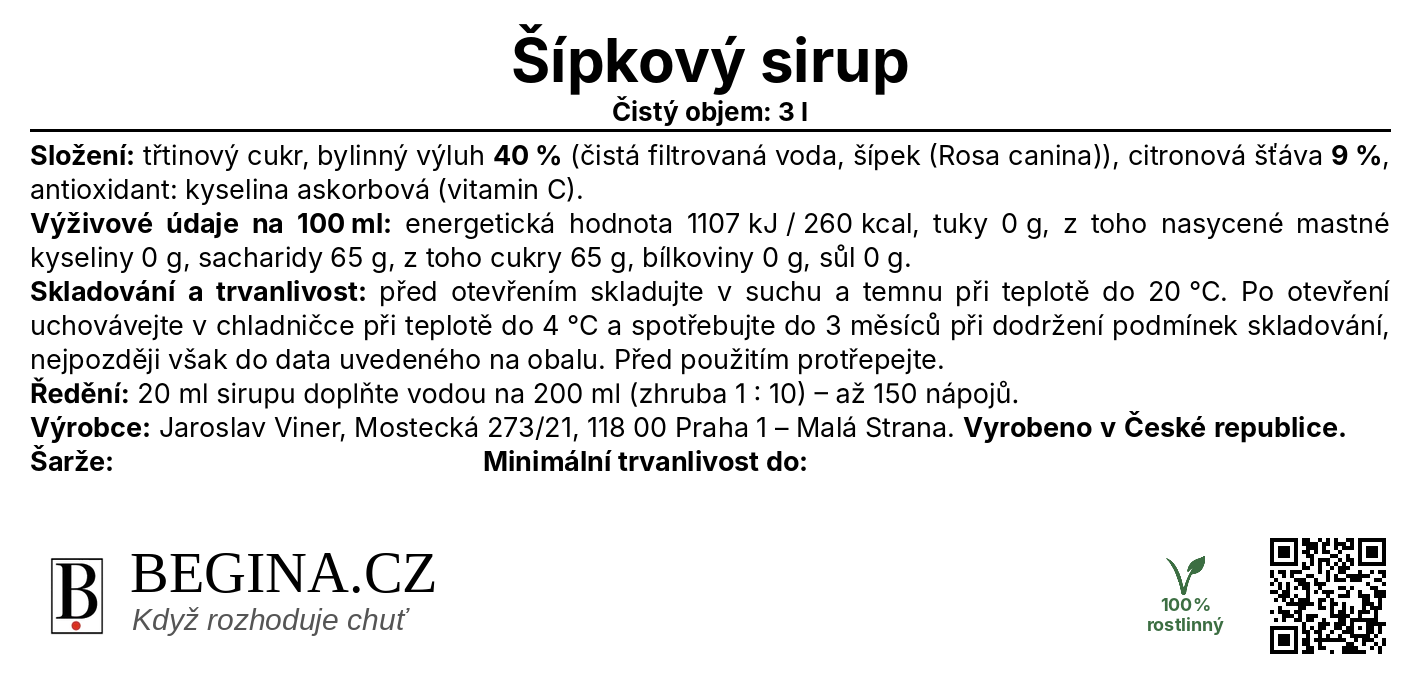 Šípkový sirup
Čistý objem: 3 l
Složení: třtinový cukr, bylinný výluh 40 % (čistá filtrovaná voda, šípek (Rosa canina)), citronová šťáva 9 %,
antioxidant: kyselina askorbová (vitamin C).
Výživové údaje na 100 ml: energetická hodnota 1107 kJ / 260 kcal, tuky 0 g, z toho nasycené mastné
kyseliny 0 g, sacharidy 65 g, z toho cukry 65 g, bílkoviny 0 g, sůl 0 g.
Skladování a trvanlivost: před otevřením skladujte v suchu a temnu při teplotě do 20 °C. Po otevření
uchovávejte v chladničce při teplotě do 4 °C a spotřebujte do 3 měsíců při dodržení podmínek skladování,
nejpozději však do data uvedeného na obalu. Před použitím protřepejte.
Ředění: 20 ml sirupu doplňte vodou na 200 ml (zhruba 1 : 10) – až 150 nápojů.
Výrobce: Jaroslav Viner, Mostecká 273/21, 118 00 Praha 1 – Malá Strana. Vyrobeno v České republice.
Šarže: Minimální trvanlivost do:
B
BEGINA.CZ
Když rozhoduje chuť
100%
rostlinný